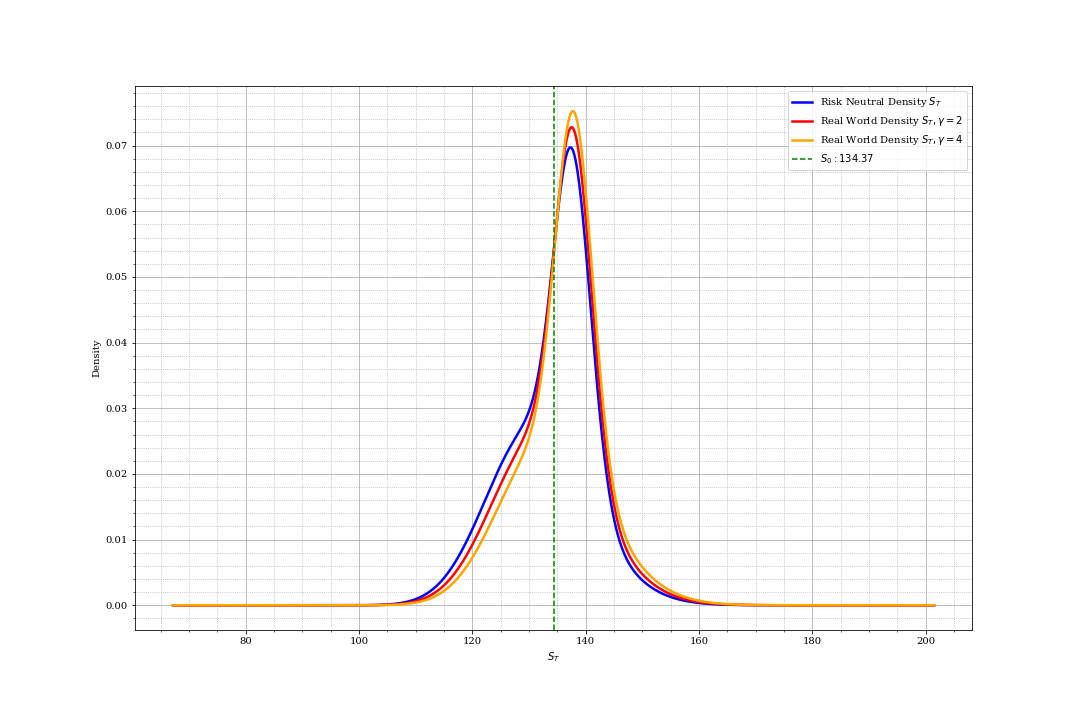 Risk Neutral Density $S_T$
Real World Density $S_T, \gamma = 2$
Real World Density $S_T, \gamma = 4$
$S_0 : 134.37$
Density
0.07
0.06
0.05
0.04
0.03
0.02
0.01
0.00
80 100 120 140 160 180 200
$S_T$